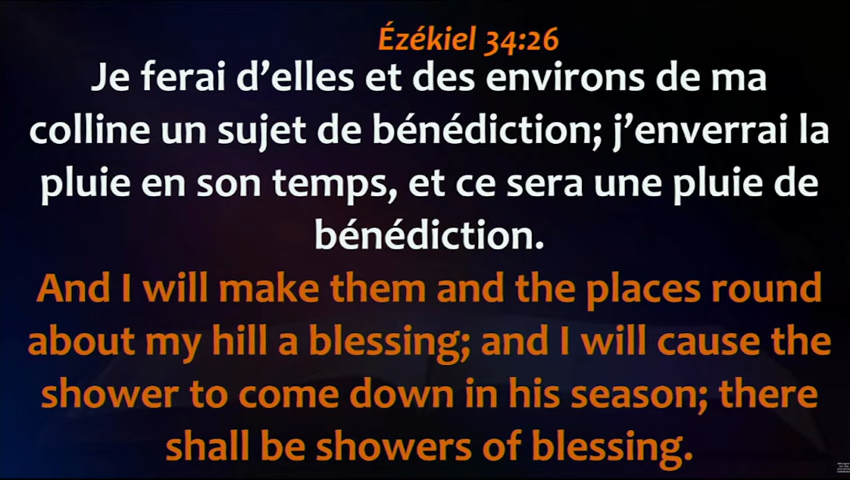 Ézékiel 34:26
Je ferai d’elles et des environs de ma
colline un sujet de bénédiction; j’enverrai la
pluie en son temps, et ce sera une pluie de
bénédiction.
And I will make them and the places round
about my hill a blessing; and I will cause the
shower to come down in his season; there
shall be showers of blessing.